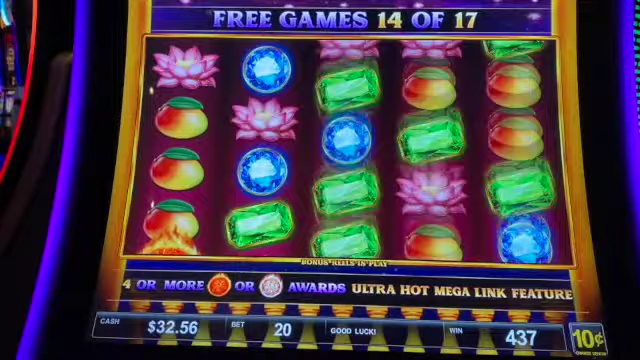 FREE GAMES 14 OF 17
BONUS REELS IN PLAY
4 OR MORE OR AWARDS ULTRA HOT MEGA LINK FEATURE
CASH $32.56 BET 20 GOOD LUCK! WIN 437 10¢